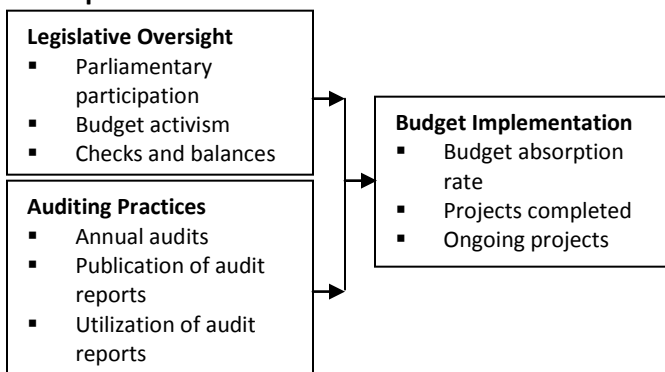 Legislative Oversight
▪ Parliamentary
participation
▪ Budget activism
▪ Checks and balances
Auditing Practices
▪ Annual audits
▪ Publication of audit
reports
▪ Utilization of audit
reports
Budget Implementation
▪ Budget absorption
rate
▪ Projects completed
▪ Ongoing projects